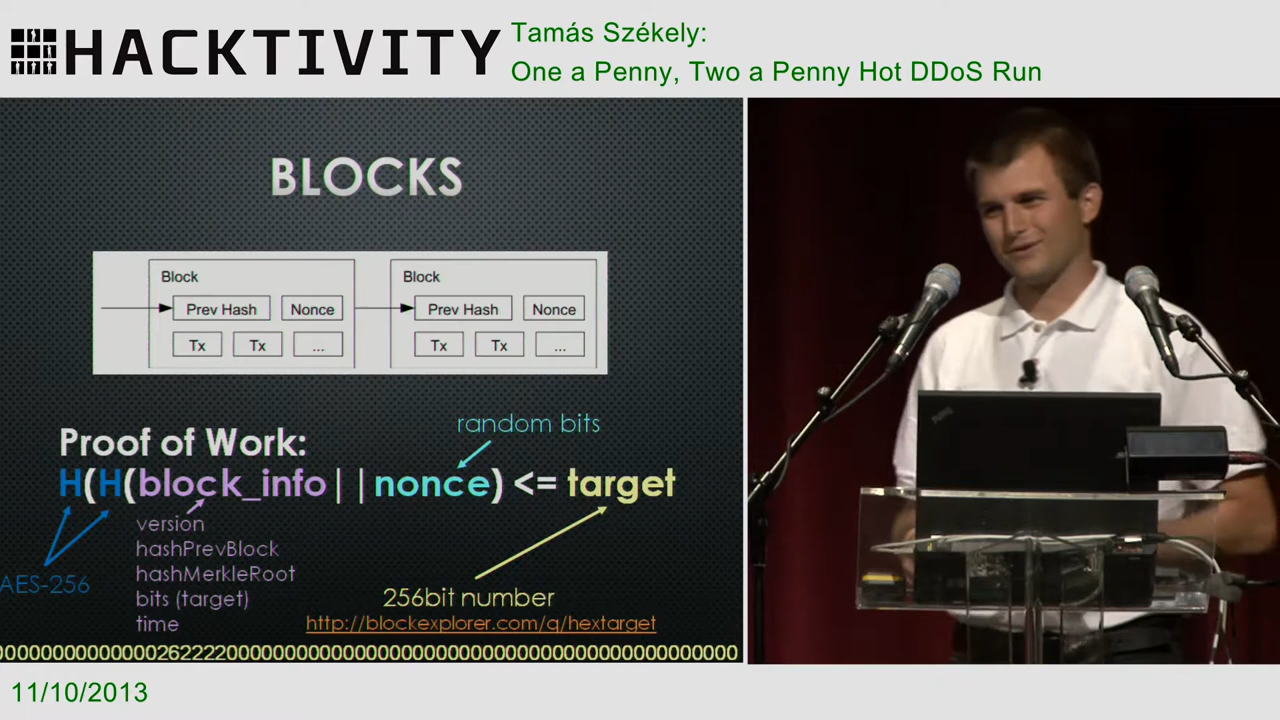 HACKTIVITY
Tamás Székely:
One a Penny, Two a Penny Hot DDoS Run
BLOCKS
Block
Prev Hash
Nonce
Tx
Tx
...
Block
Prev Hash
Nonce
Tx
Tx
...
random bits
Proof of Work:
H(H(block_info||nonce) <= target
version
hashPrevBlock
hashMerkleRoot
bits (target)
time
AES-256
256bit number
http://blockexplorer.com/q/hextarget
11/10/2013